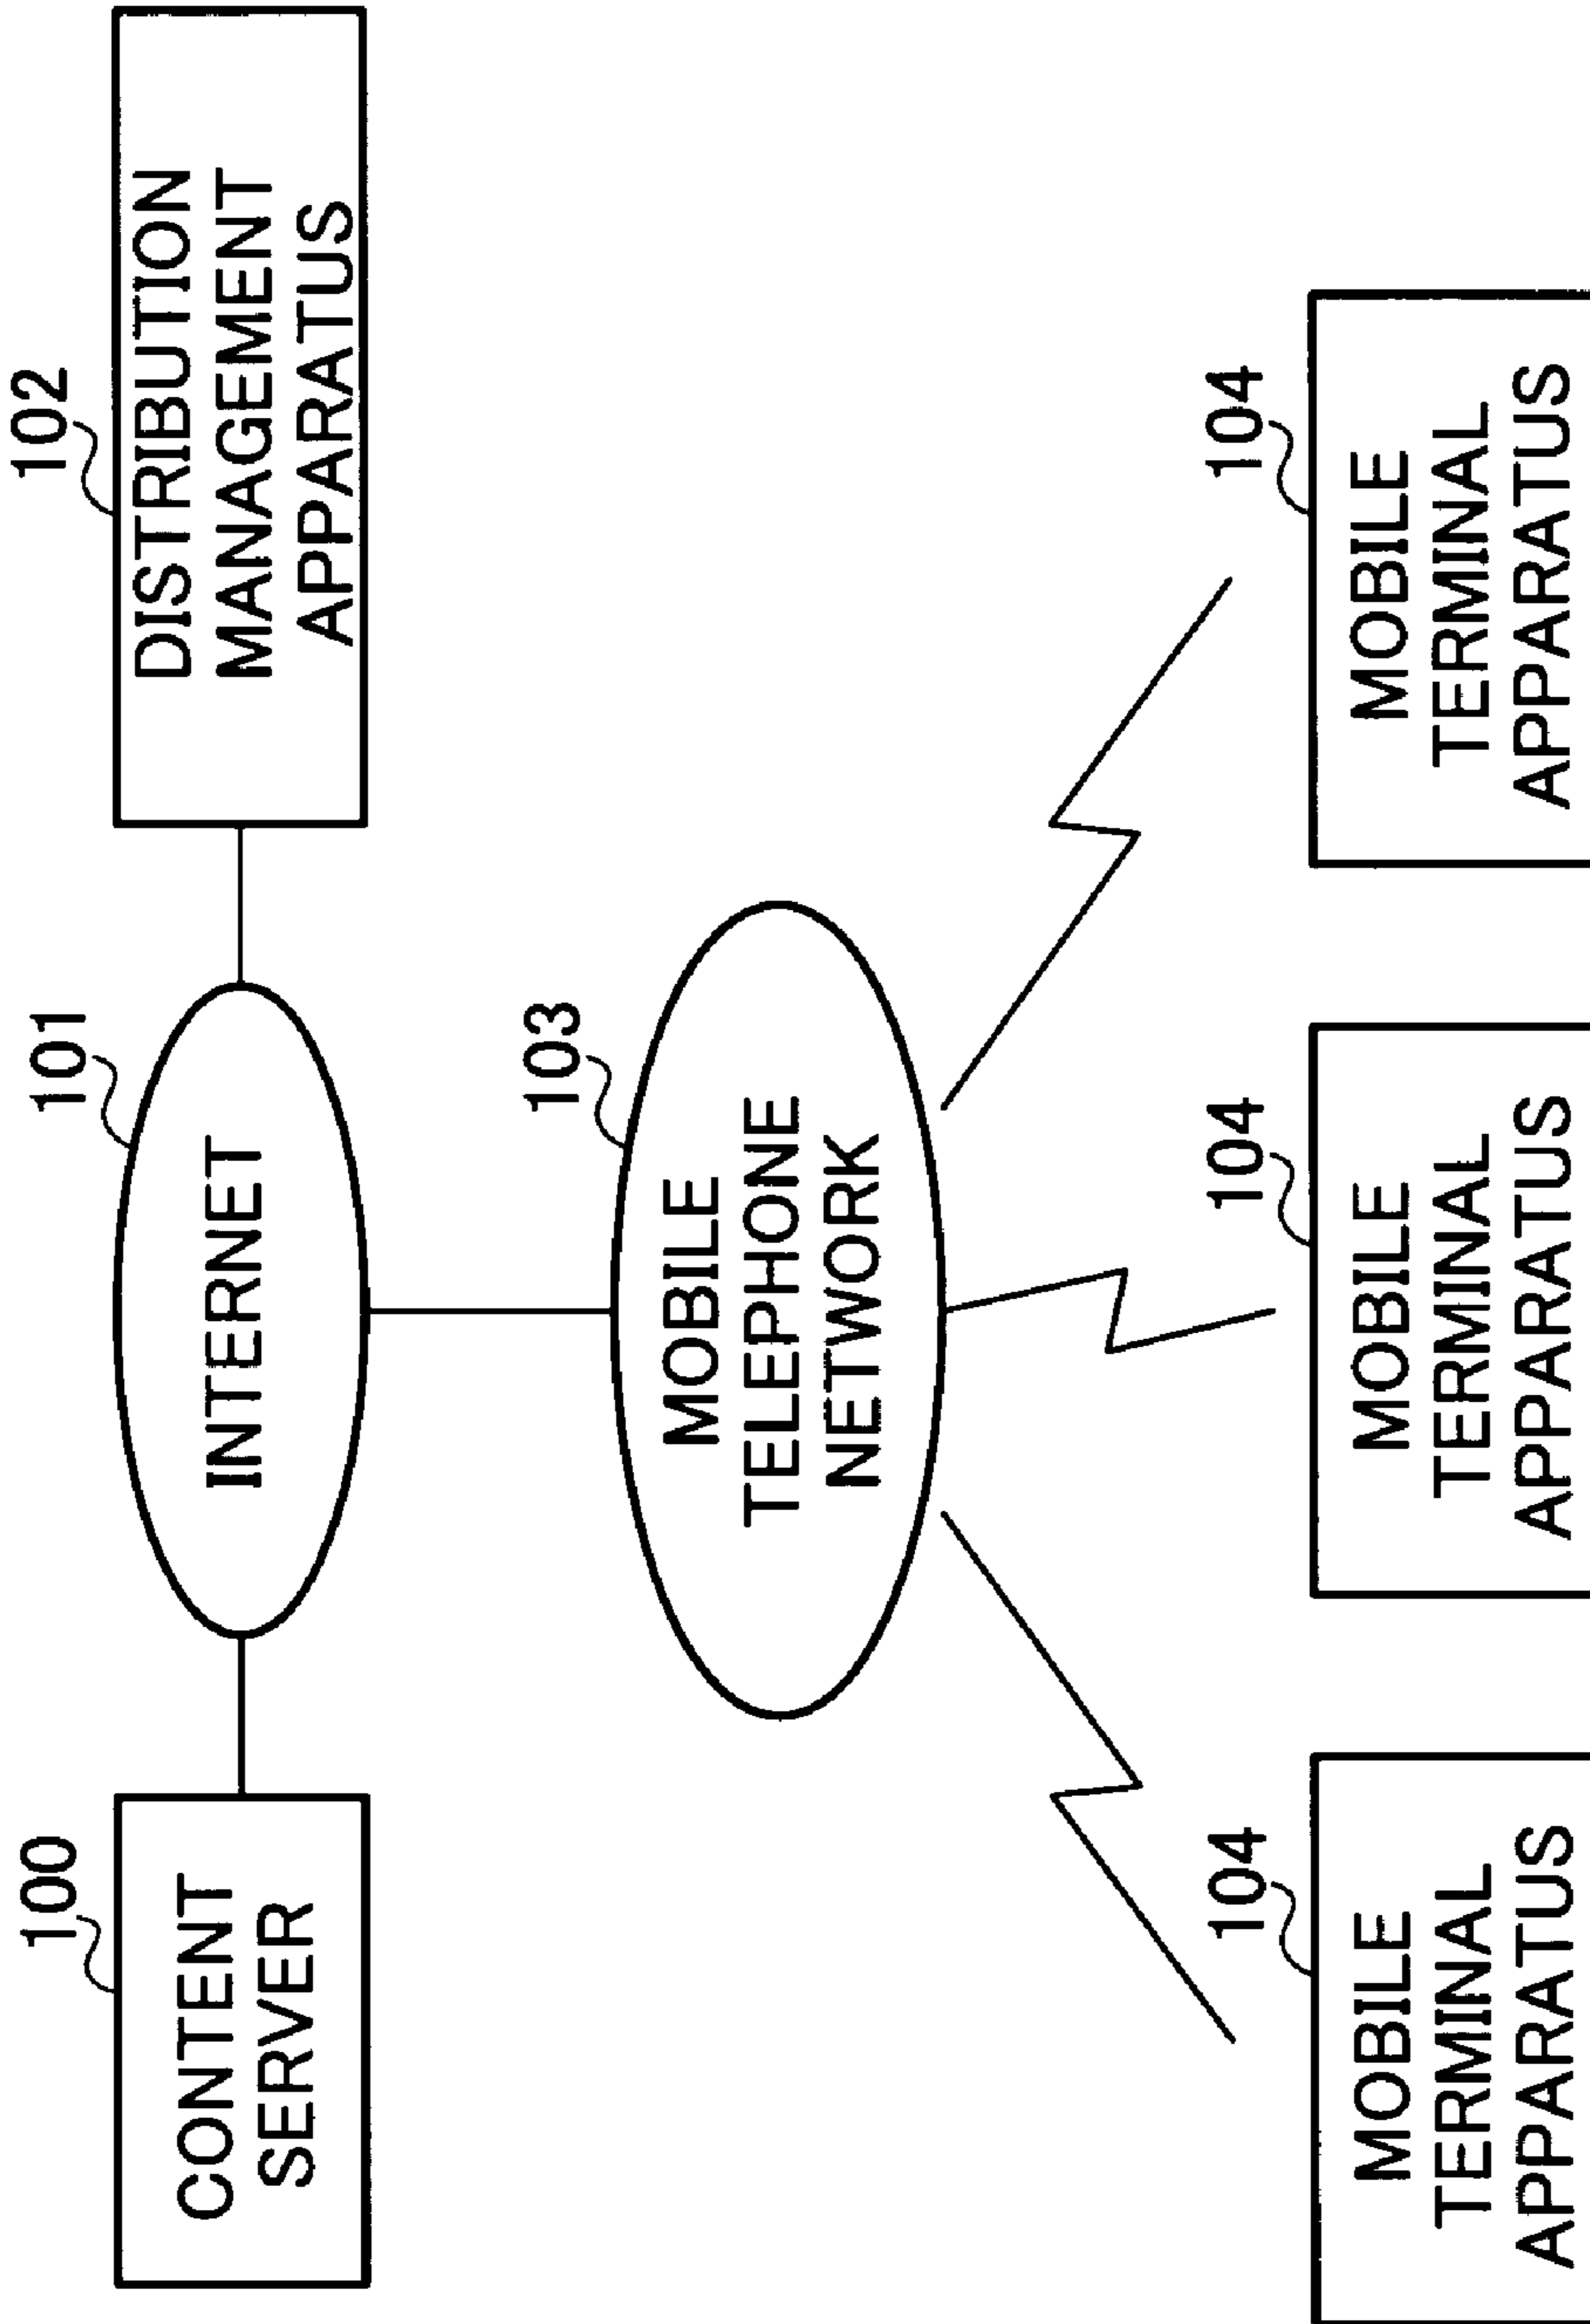 100
CONTENT
SERVER
101
INTERNET
102
DISTRIBUTION
MANAGEMENT
APPARATUS
103
MOBILE
TELEPHONE
NETWORK
104
MOBILE
TERMINAL
APPARATUS
104
MOBILE
TERMINAL
APPARATUS
104
MOBILE
TERMINAL
APPARATUS